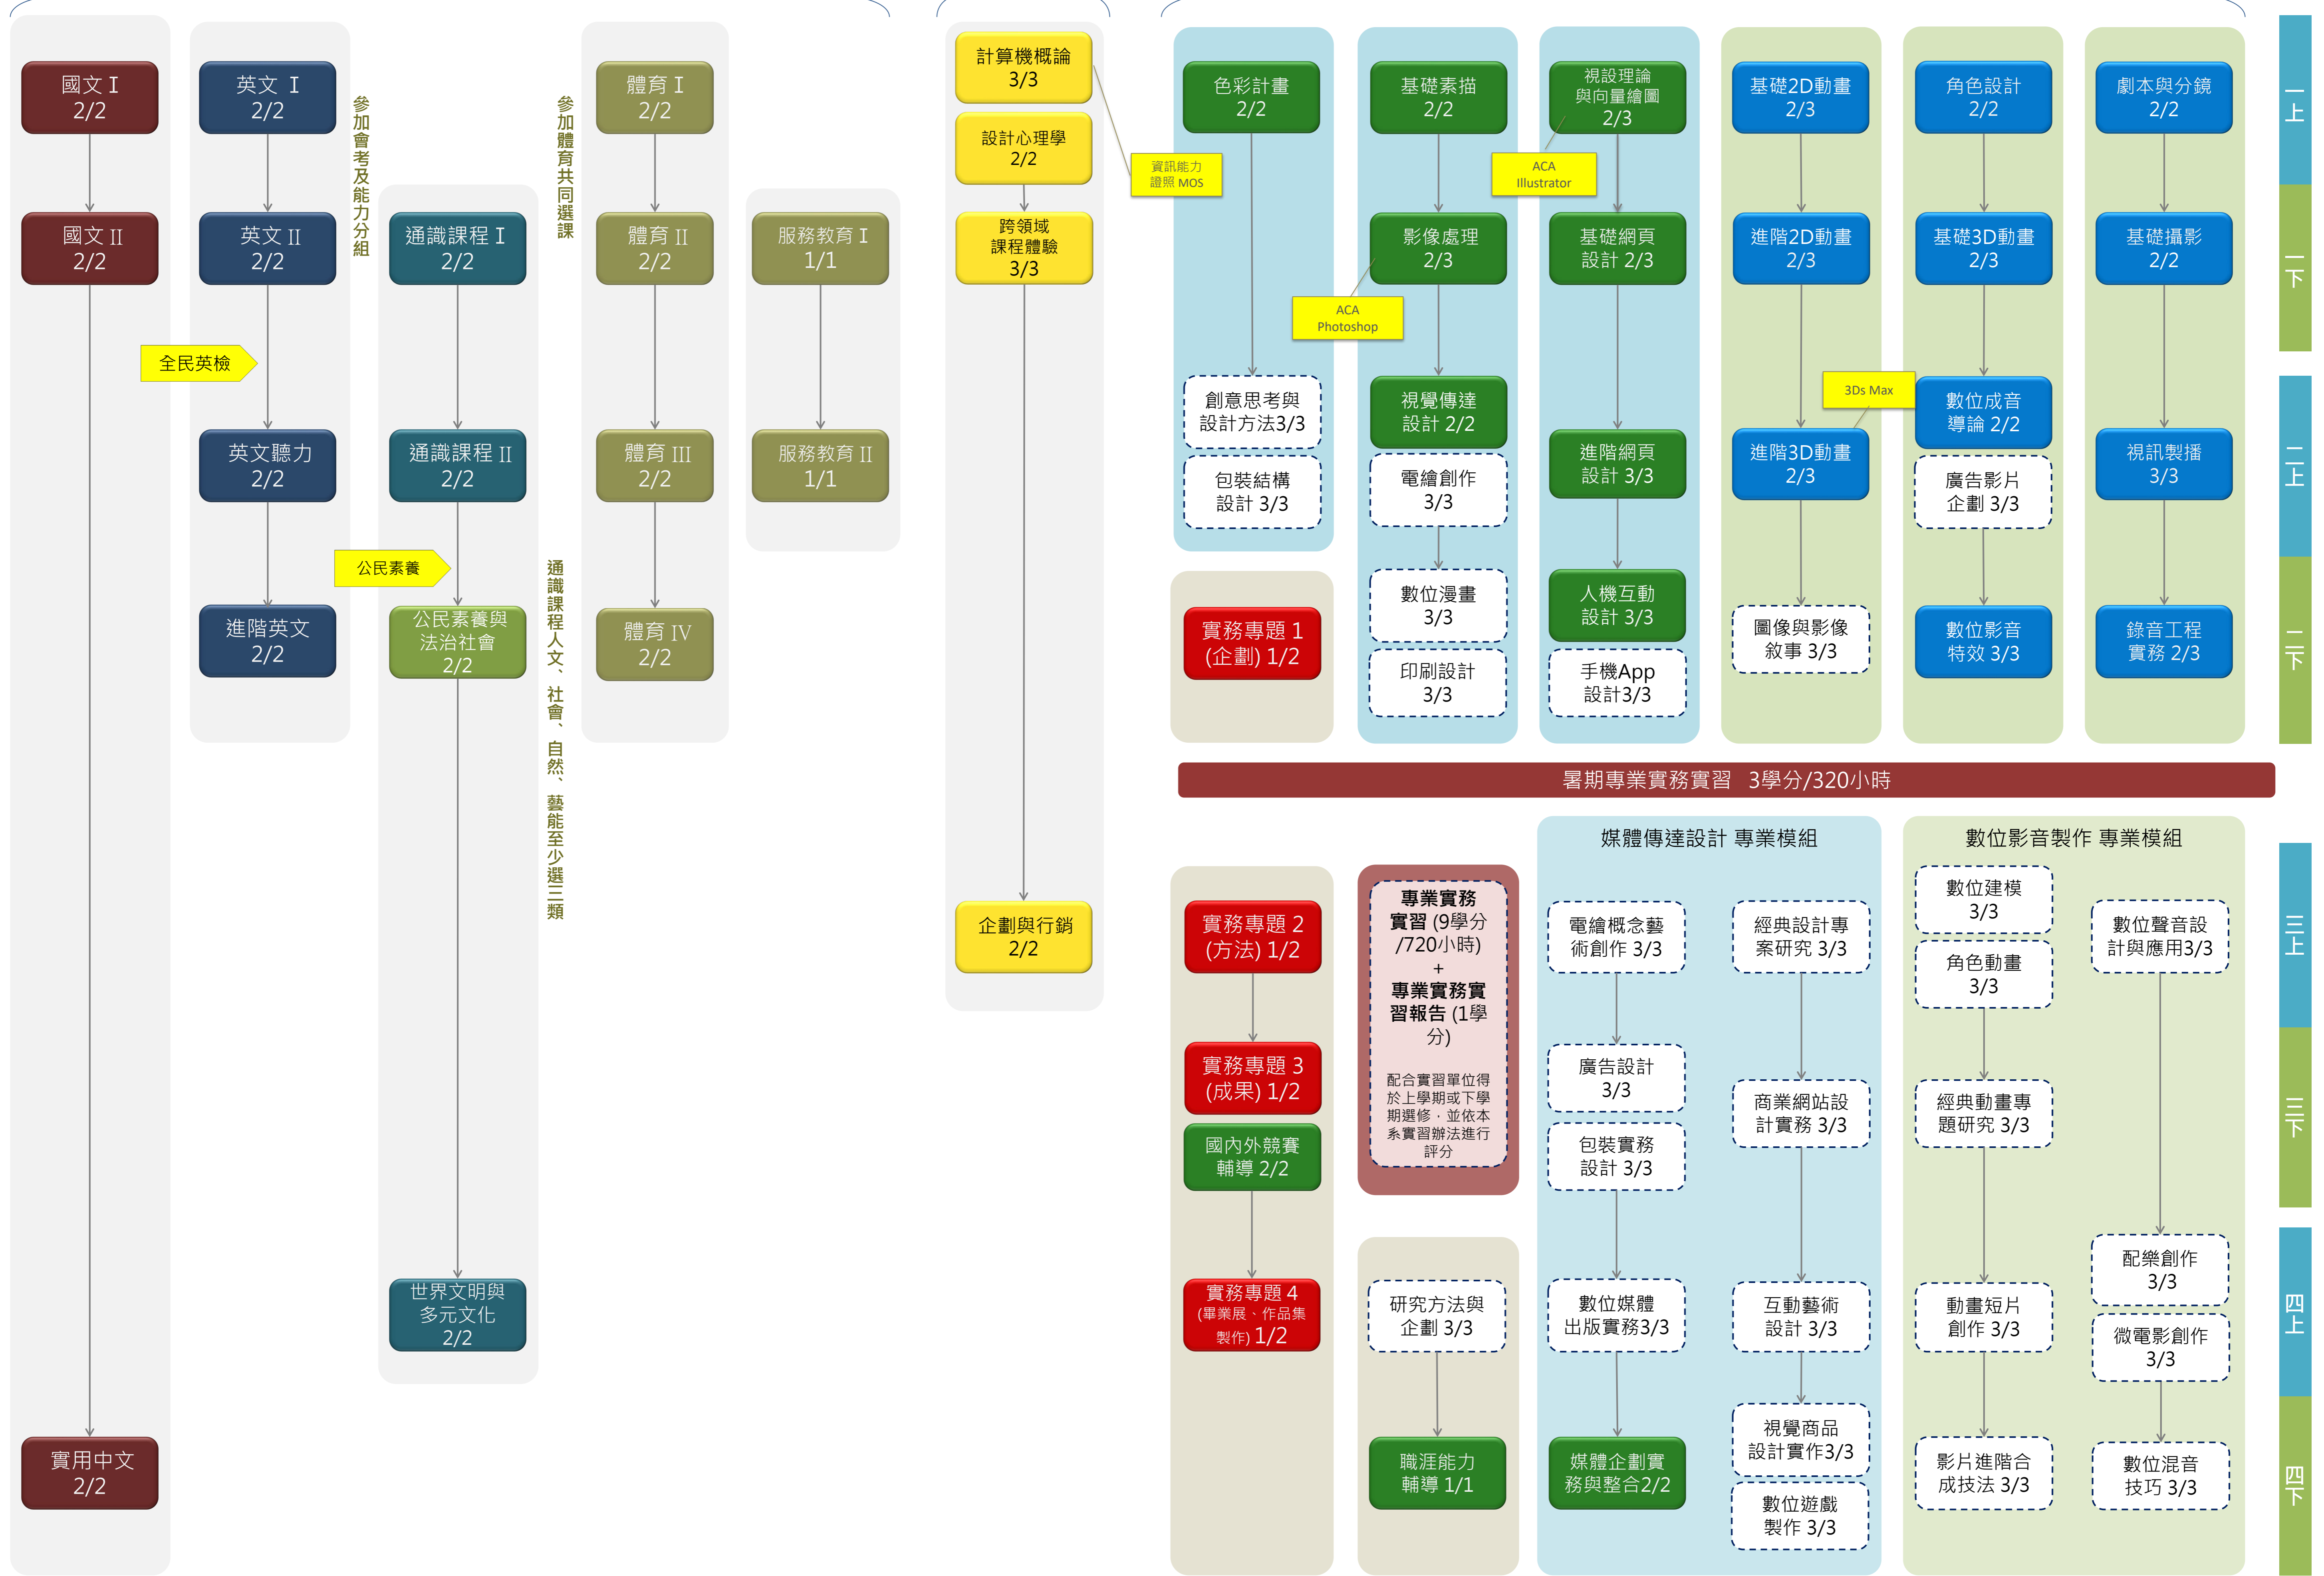 國文 I
2/2
國文 II
2/2
實用中文
2/2
英文 I
2/2
英文 II
2/2
全民英檢
英文聽力
2/2
進階英文
2/2
參加會考及能力分組
通識課程 I
2/2
通識課程 II
2/2
公民素養
公民素養與
法治社會
2/2
世界文明與
多元文化
2/2
通識課程人文、社會、自然、藝能至少選三類
參加體育共同選課
體育 I
2/2
體育 II
2/2
體育 III
2/2
體育 IV
2/2
服務教育 I
1/1
服務教育 II
1/1
計算機概論
3/3
設計心理學
2/2
跨領域
課程體驗
3/3
企劃與行銷
2/2
資訊能力
證照 MOS
色彩計畫
2/2
創意思考與
設計方法3/3
包裝結構
設計 3/3
實務專題 1
(企劃) 1/2
基礎素描
2/2
影像處理
2/3
ACA
Photoshop
視覺傳達
設計 2/2
電繪創作
3/3
數位漫畫
3/3
印刷設計
3/3
視設理論
與向量繪圖
2/3
ACA
Illustrator
基礎網頁
設計 2/3
進階網頁
設計 3/3
人機互動
設計 3/3
手機App
設計3/3
基礎2D動畫
2/3
進階2D動畫
2/3
3Ds Max
進階3D動畫
2/3
圖像與影像
敘事 3/3
角色設計
2/2
基礎3D動畫
2/3
數位成音
導論 2/2
廣告影片
企劃 3/3
數位影音
特效 3/3
劇本與分鏡
2/2
基礎攝影
2/2
視訊製播
3/3
錄音工程
實務 2/3
一上
一下
二上
二下
暑期專業實務實習 3學分/320小時
實務專題 2
(方法) 1/2
實務專題 3
(成果) 1/2
國內外競賽
輔導 2/2
實務專題 4
(畢業展、作品集
製作) 1/2
專業實務
實習 (9學分
/720小時)
+
專業實務實
習報告 (1學
分)
配合實習單位得
於上學期或下學
期選修，並依本
系實習辦法進行
評分
研究方法與
企劃 3/3
職涯能力
輔導 1/1
媒體傳達設計 專業模組
電繪概念藝
術創作 3/3
廣告設計
3/3
包裝實務
設計 3/3
數位媒體
出版實務3/3
媒體企劃實
務與整合2/2
經典設計專
案研究 3/3
商業網站設
計實務 3/3
互動藝術
設計 3/3
視覺商品
設計實作3/3
數位遊戲
製作 3/3
數位影音製作 專業模組
數位建模
3/3
角色動畫
3/3
經典動畫專
題研究 3/3
動畫短片
創作 3/3
影片進階合
成技法 3/3
數位聲音設
計與應用3/3
配樂創作
3/3
微電影創作
3/3
數位混音
技巧 3/3
三上
三下
四上
四下